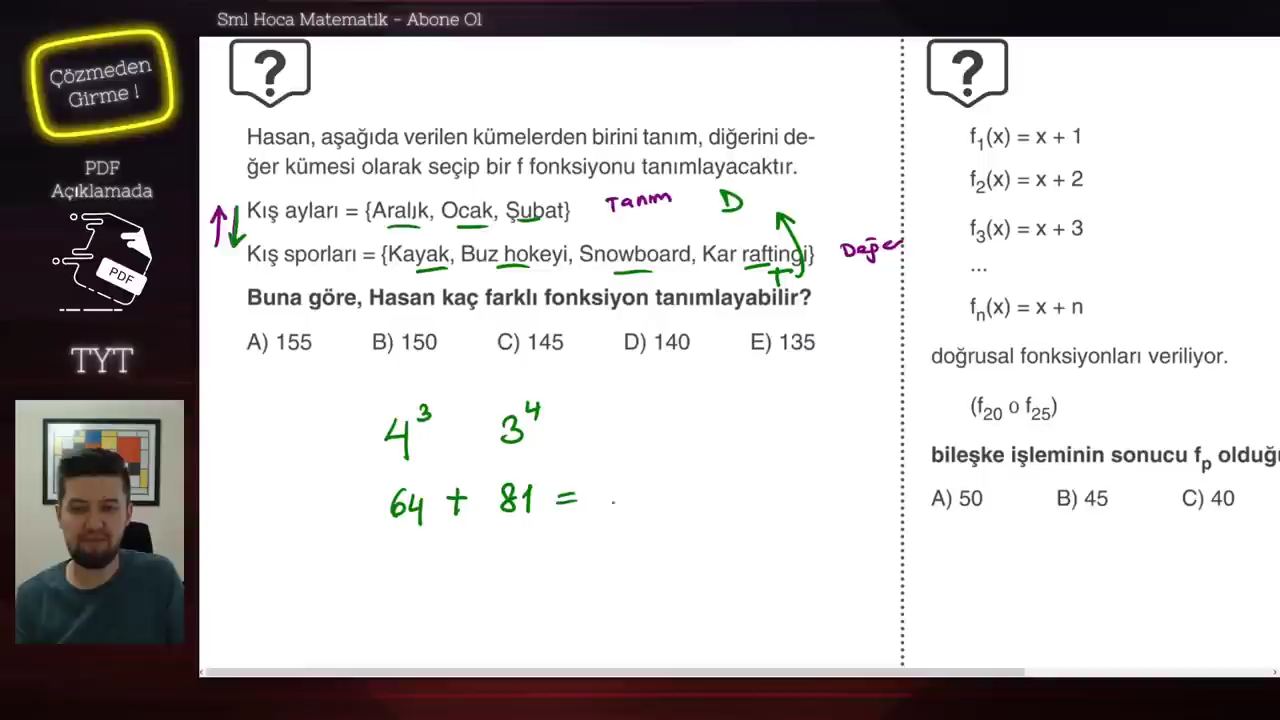 Sml Hoca Matematik - Abone Ol
Çözmeden
Girme !
PDF
Açıklamada
PDF
TYT
?
Hasan, aşağıda verilen kümelerden birini tanım, diğerini de-
ğer kümesi olarak seçip bir f fonksiyonu tanımlayacaktır.
Kış ayları = {Aralık, Ocak, Şubat} Tanım D
Kış sporları = {Kayak, Buz hokeyi, Snowboard, Kar raftingi} Değer
T
Buna göre, Hasan kaç farklı fonksiyon tanımlayabilir?
A) 155 B) 150 C) 145 D) 140 E) 135
4³ 3⁴
64 + 81 =
?
f₁(x) = x + 1
f₂(x) = x + 2
f₃(x) = x + 3
...
fₙ(x) = x + n
doğrusal fonksiyonları veriliyor.
(f₂₀ o f₂₅)
bileşke işleminin sonucu fₚ
A) 50 B) 45 C) 40